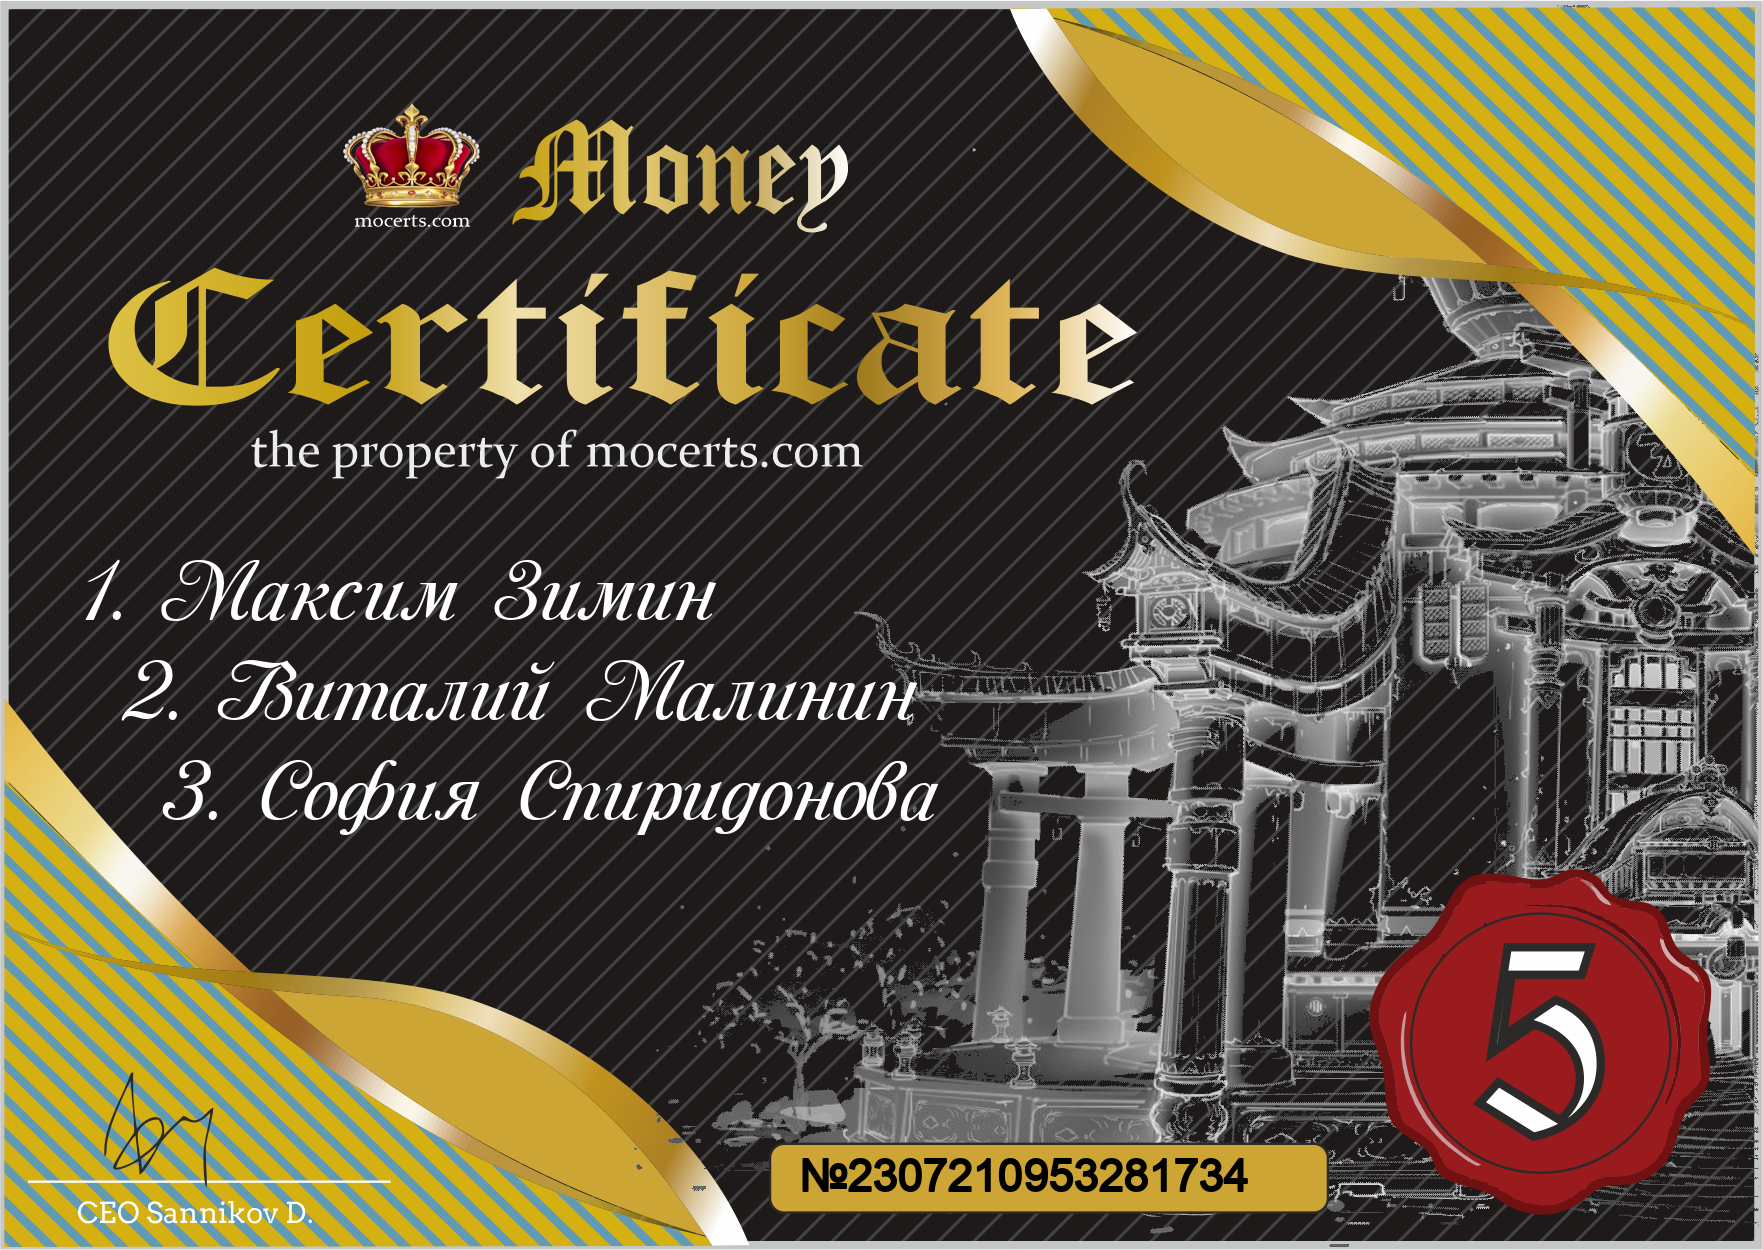 mocerts.com
Money
Certificate
the property of mocerts.com
1. Максим Зимин
2. Виталий Малинин
3. София Спиридонова
5
№2307210953281734
CEO Sannikov D.